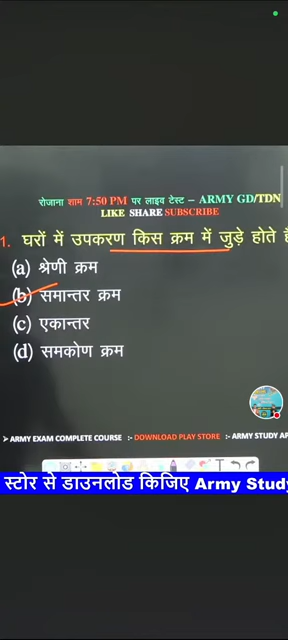 रोजाना शाम 7:50 PM पर लाइव टेस्ट – ARMY GD/TDN
LIKE SHARE SUBSCRIBE
1. घरों में उपकरण किस क्रम में जुड़े होते है
(a) श्रेणी क्रम
(b) समान्तर क्रम
(c) एकान्तर
(d) समकोण क्रम
➢ ARMY EXAM COMPLETE COURSE :- DOWNLOAD PLAY STORE :- ARMY STUDY AP
स्टोर से डाउनलोड किजिए Army Study